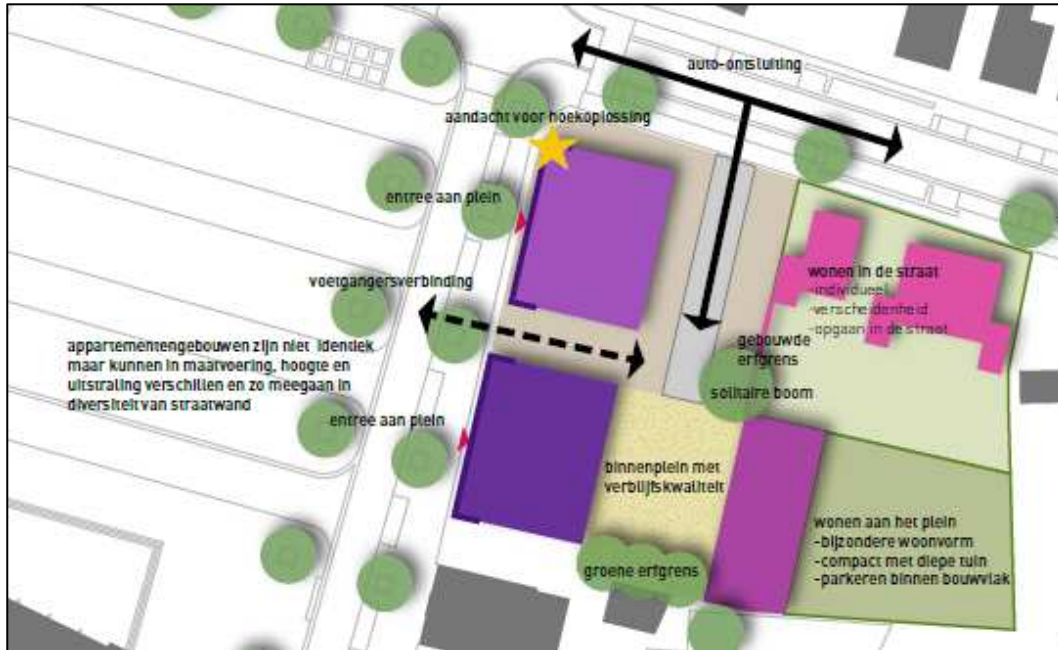 auto-ontsluiting
aandacht voor hoekoplossing
entree aan plein
voetgangersverbinding
wonen in de straat
-individueel
-verscheidenheid
-opgaan in de straat
gebouwde
erfgrens
solitaire boom
appartementengebouwen zijn niet identiek
maar kunnen in maatvoering, hoogte en
uitstraling verschillen en zo meegaan in
diversiteit van straatwand
entree aan plein
binnenplein met
verblijfskwaliteit
wonen aan het plein
-bijzondere woonvorm
-compact met diepe tuin
-parkeren binnen bouwvlak
groene erfgrens